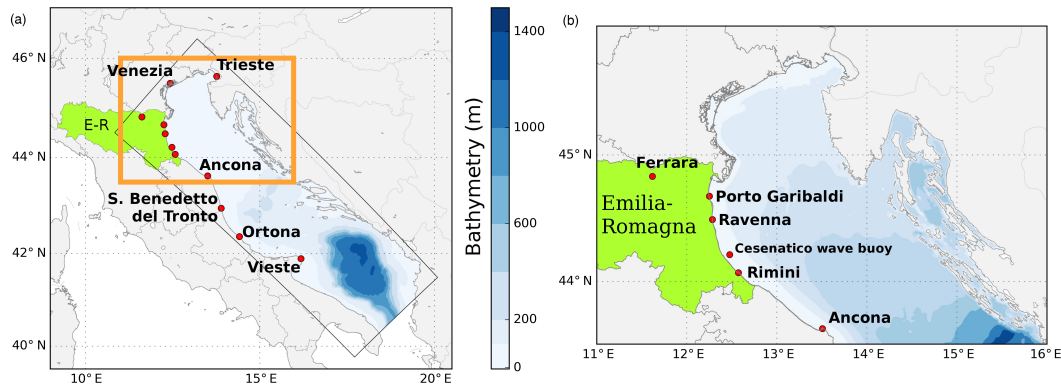 (a)
46° N
44° N
42° N
40° N
10° E
15° E
20° E
Venezia
Trieste
E-R
Ancona
S. Benedetto
del Tronto
Ortona
Vieste
Bathymetry (m)
1400
1000
600
200
0
(b)
45° N
44° N
11° E
12° E
13° E
14° E
15° E
16° E
Ferrara
Emilia-
Romagna
Porto Garibaldi
Ravenna
Cesenatico wave buoy
Rimini
Ancona